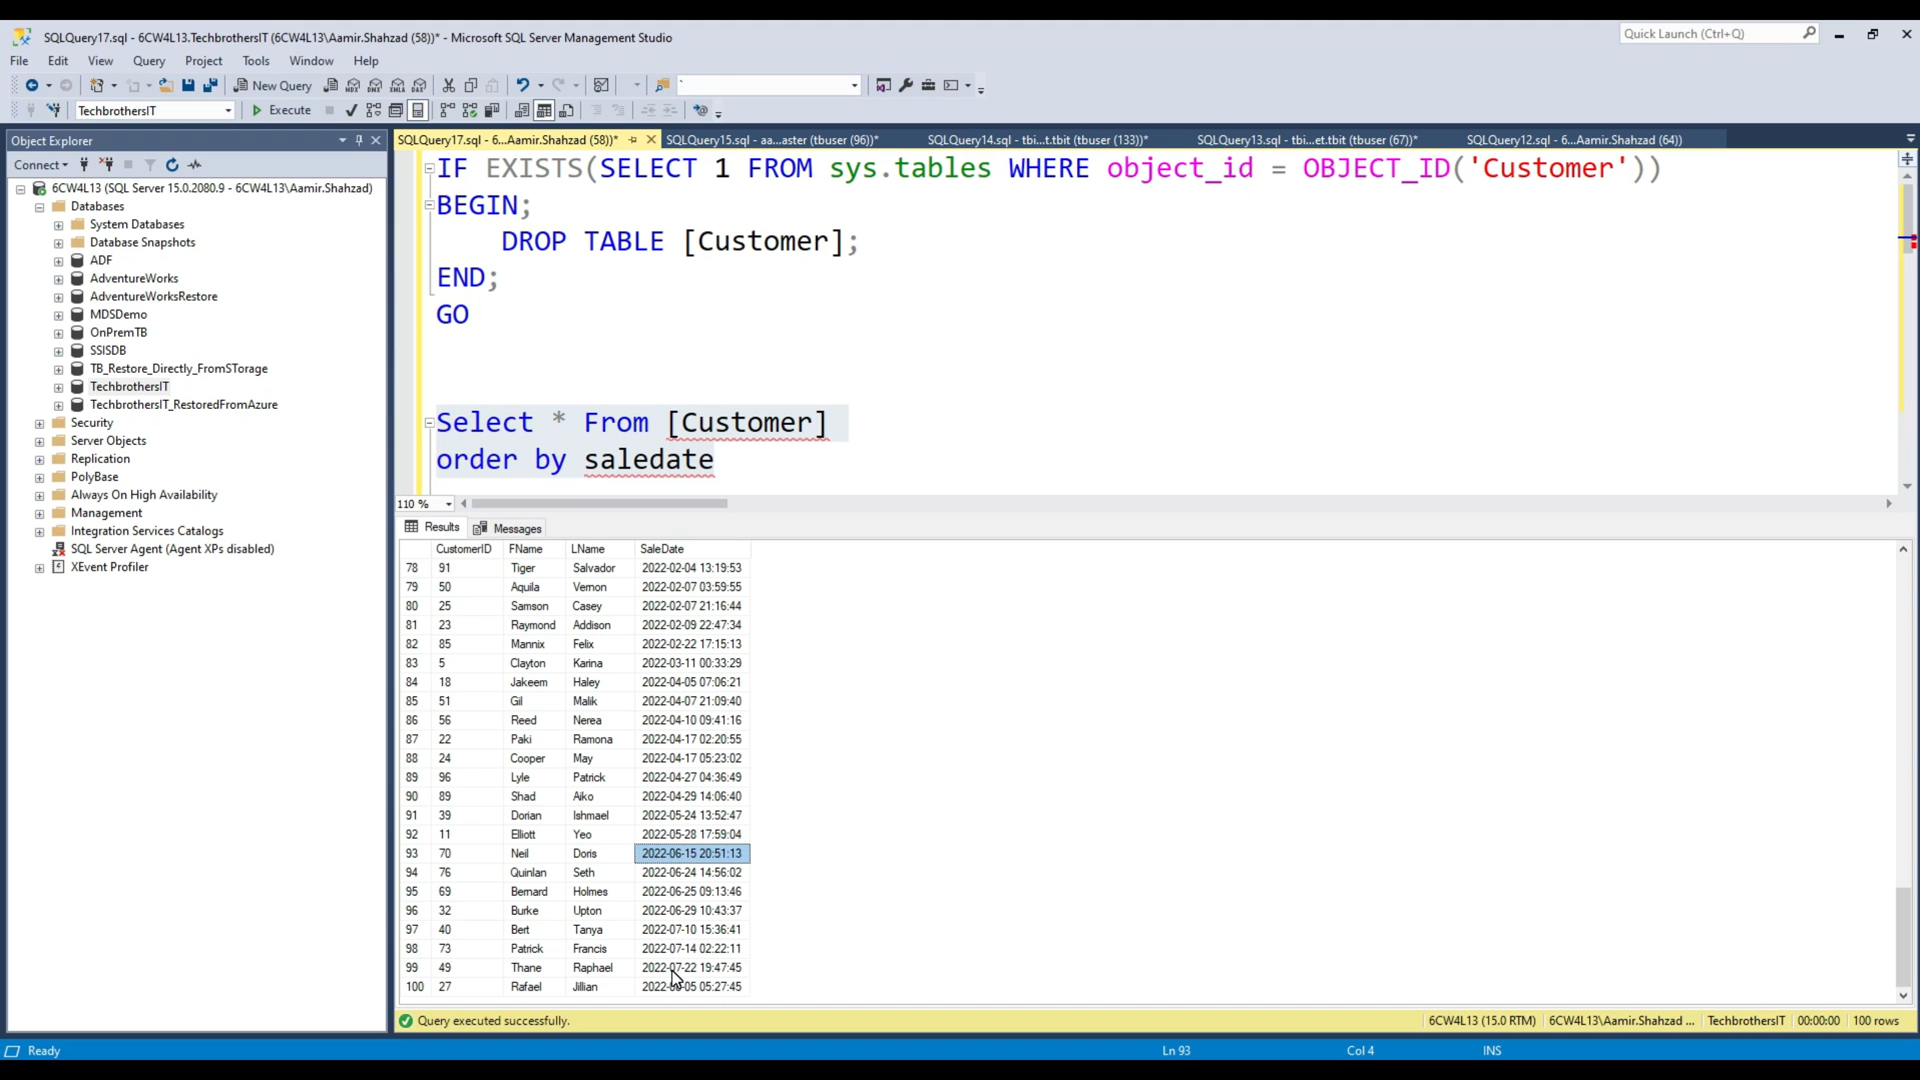 SQLQuery17.sql - 6CW4L13.TechbrothersIT (6CW4L13\Aamir.Shahzad (58))* - Microsoft SQL Server Management Studio
Quick Launch (Ctrl+Q)
File Edit View Query Project Tools Window Help
New Query
TechbrothersIT
Execute
Object Explorer
SQLQuery17.sql - 6...Aamir.Shahzad (58))*
SQLQuery15.sql - aa...aster (tbuser (96))*
SQLQuery14.sql - tbi...t.tbit (tbuser (133))*
SQLQuery13.sql - tbi...et.tbit (tbuser (67))*
SQLQuery12.sql - 6...Aamir.Shahzad (64))
Connect
6CW4L13 (SQL Server 15.0.2080.9 - 6CW4L13\Aamir.Shahzad)
Databases
System Databases
Database Snapshots
ADF
AdventureWorks
AdventureWorksRestore
MDSDemo
OnPremTB
SSISDB
TB_Restore_Directly_FromSTorage
TechbrothersIT
TechbrothersIT_RestoredFromAzure
Security
Server Objects
Replication
PolyBase
Always On High Availability
Management
Integration Services Catalogs
SQL Server Agent (Agent XPs disabled)
XEvent Profiler
IF EXISTS(SELECT 1 FROM sys.tables WHERE object_id = OBJECT_ID('Customer'))
BEGIN;
DROP TABLE [Customer];
END;
GO
Select * From [Customer]
order by saledate
110 %
Results Messages
CustomerID FName LName SaleDate
78 91 Tiger Salvador 2022-02-04 13:19:53
79 50 Aquila Vernon 2022-02-07 03:59:55
80 25 Samson Casey 2022-02-07 21:16:44
81 23 Raymond Addison 2022-02-09 22:47:34
82 85 Mannix Felix 2022-02-22 17:15:13
83 5 Clayton Karina 2022-03-11 00:33:29
84 18 Jakeem Haley 2022-04-05 07:06:21
85 51 Gil Malik 2022-04-07 21:09:40
86 56 Reed Nerea 2022-04-10 09:41:16
87 22 Paki Ramona 2022-04-17 02:20:55
88 24 Cooper May 2022-04-17 05:23:02
89 96 Lyle Patrick 2022-04-27 04:36:49
90 89 Shad Aiko 2022-04-29 14:06:40
91 39 Dorian Ishmael 2022-05-24 13:52:47
92 11 Elliott Yeo 2022-05-28 17:59:04
93 70 Neil Doris 2022-06-15 20:51:13
94 76 Quinlan Seth 2022-06-24 14:56:02
95 69 Bernard Holmes 2022-06-25 09:13:46
96 32 Burke Upton 2022-06-29 10:43:37
97 40 Bert Tanya 2022-07-10 15:36:41
98 73 Patrick Francis 2022-07-14 02:22:11
99 49 Thane Raphael 2022-07-22 19:47:45
100 27 Rafael Jillian 05:27:45
Query executed successfully.
6CW4L13 (15.0 RTM) 6CW4L13\Aamir.Shahzad ... TechbrothersIT 00:00:00 100 rows
Ready Ln 93 Col 4 INS